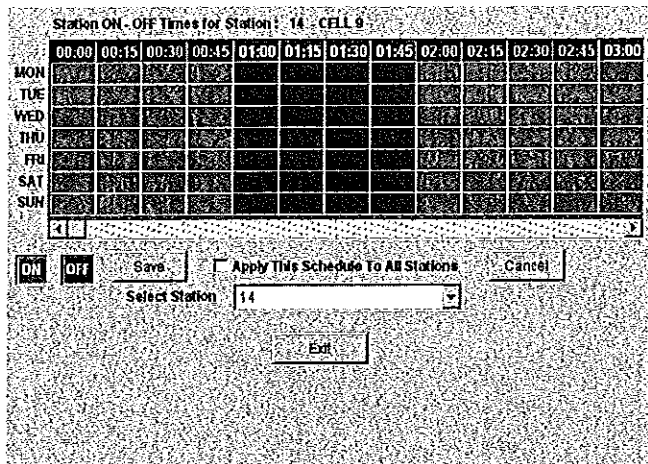 Station ON - OFF Times for Station : 14 - CELL 9
00:00 00:15 00:30 00:45 01:00 01:15 01:30 01:45 02:00 02:15 02:30 02:45 03:00
MON
TUE
WED
THU
FRI
SAT
SUN
ON OFF Save Apply This Schedule To All Stations Cancel
Select Station 14
Exit